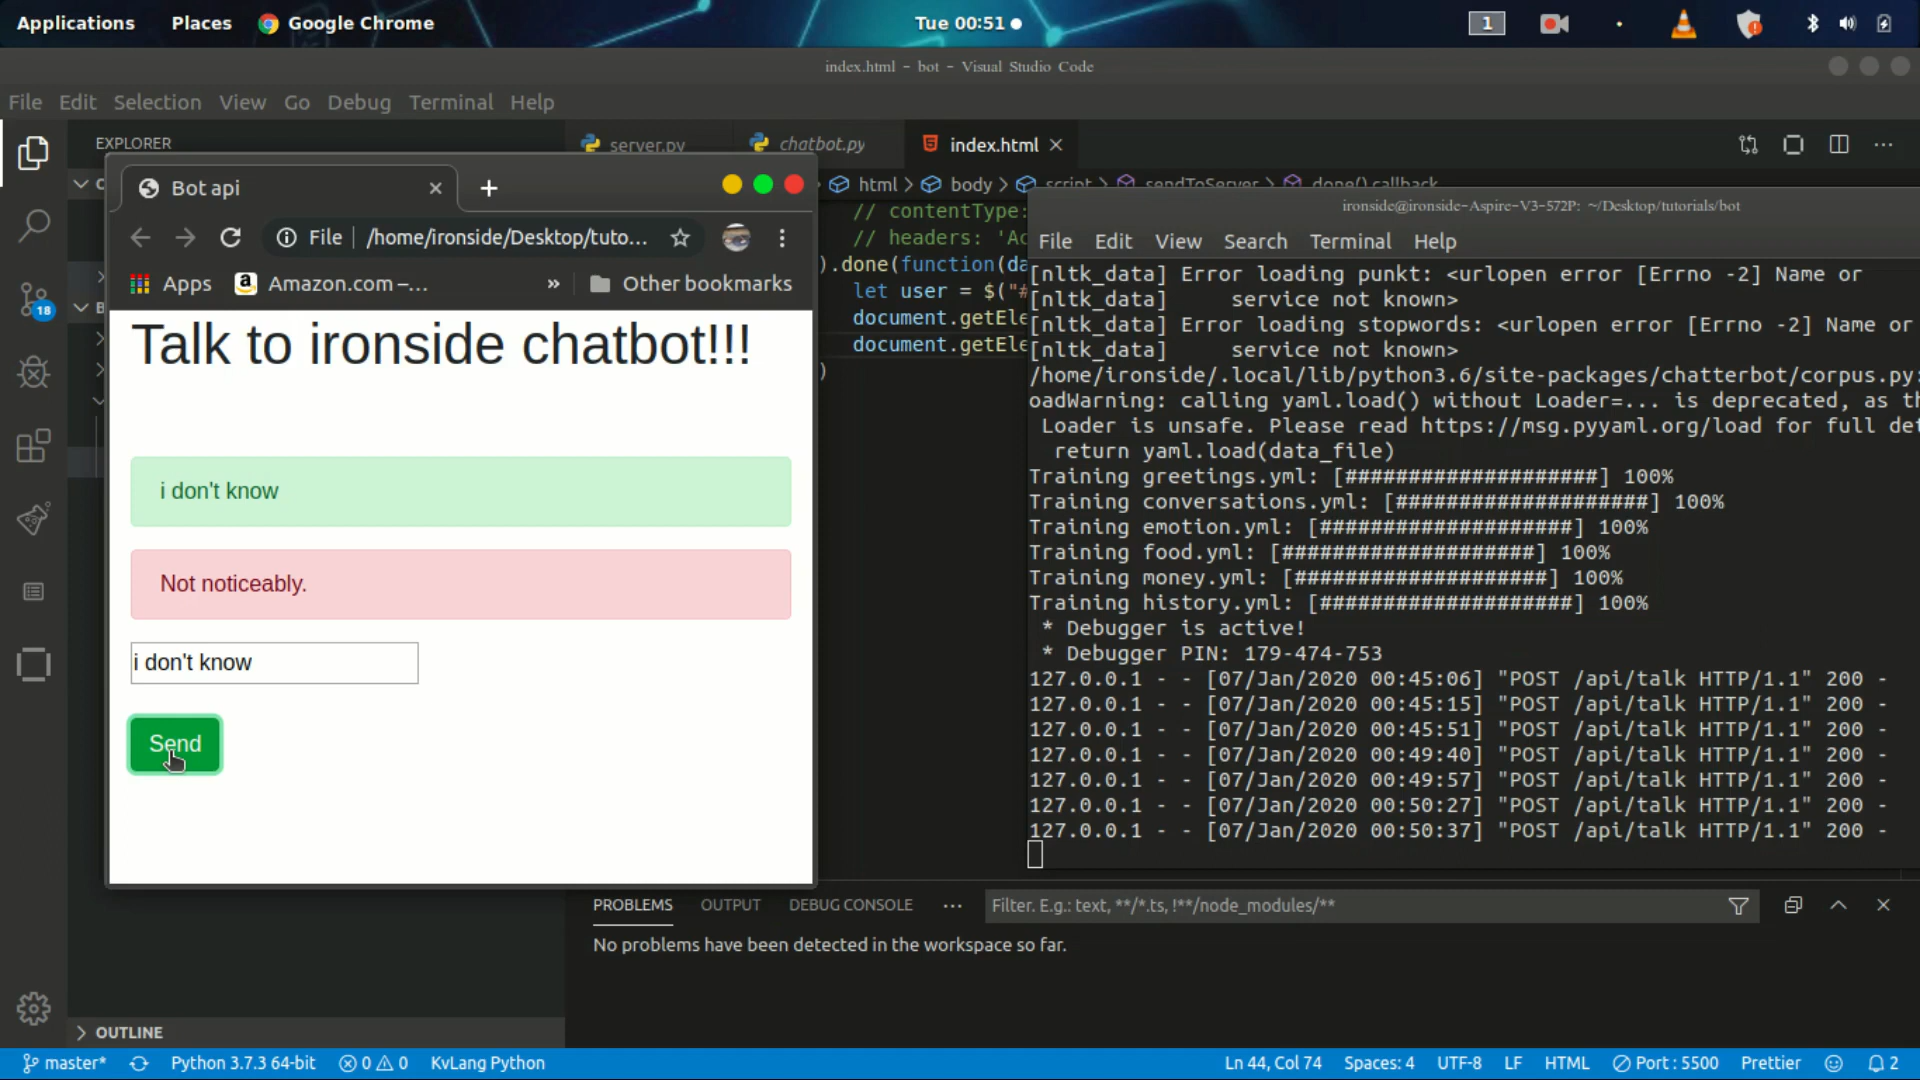 Applications Places Google Chrome Tue 00:51 1
index.html - bot - Visual Studio Code
File Edit Selection View Go Debug Terminal Help
EXPLORER
server.py chatbot.py index.html
html body script sendToServer done() callback
// contentType:
// headers: 'Ac
).done(function(da
let user = $("#
document.getEle
document.getEle
)
18
Bot api
File /home/ironside/Desktop/tuto...
Apps Amazon.com –... » Other bookmarks
Talk to ironside chatbot!!!
i don't know
Not noticeably.
i don't know
Send
ironside@ironside-Aspire-V3-572P: ~/Desktop/tutorials/bot
File Edit View Search Terminal Help
[nltk_data] Error loading punkt: <urlopen error [Errno -2] Name or
[nltk_data] service not known>
[nltk_data] Error loading stopwords: <urlopen error [Errno -2] Name or
[nltk_data] service not known>
/home/ironside/.local/lib/python3.6/site-packages/chatterbot/corpus.py:
oadWarning: calling yaml.load() without Loader=... is deprecated, as th
Loader is unsafe. Please read https://msg.pyyaml.org/load for full det
return yaml.load(data_file)
Training greetings.yml: [####################] 100%
Training conversations.yml: [####################] 100%
Training emotion.yml: [####################] 100%
Training food.yml: [####################] 100%
Training money.yml: [####################] 100%
Training history.yml: [####################] 100%
* Debugger is active!
* Debugger PIN: 179-474-753
127.0.0.1 - - [07/Jan/2020 00:45:06] "POST /api/talk HTTP/1.1" 200 -
127.0.0.1 - - [07/Jan/2020 00:45:15] "POST /api/talk HTTP/1.1" 200 -
127.0.0.1 - - [07/Jan/2020 00:45:51] "POST /api/talk HTTP/1.1" 200 -
127.0.0.1 - - [07/Jan/2020 00:49:40] "POST /api/talk HTTP/1.1" 200 -
127.0.0.1 - - [07/Jan/2020 00:49:57] "POST /api/talk HTTP/1.1" 200 -
127.0.0.1 - - [07/Jan/2020 00:50:27] "POST /api/talk HTTP/1.1" 200 -
127.0.0.1 - - [07/Jan/2020 00:50:37] "POST /api/talk HTTP/1.1" 200 -
PROBLEMS OUTPUT DEBUG CONSOLE ... Filter. E.g.: text, **/*.ts, !**/node_modules/**
No problems have been detected in the workspace so far.
OUTLINE
master* Python 3.7.3 64-bit 0 0 KvLang Python Ln 44, Col 74 Spaces: 4 UTF-8 LF HTML Port : 5500 Prettier 2